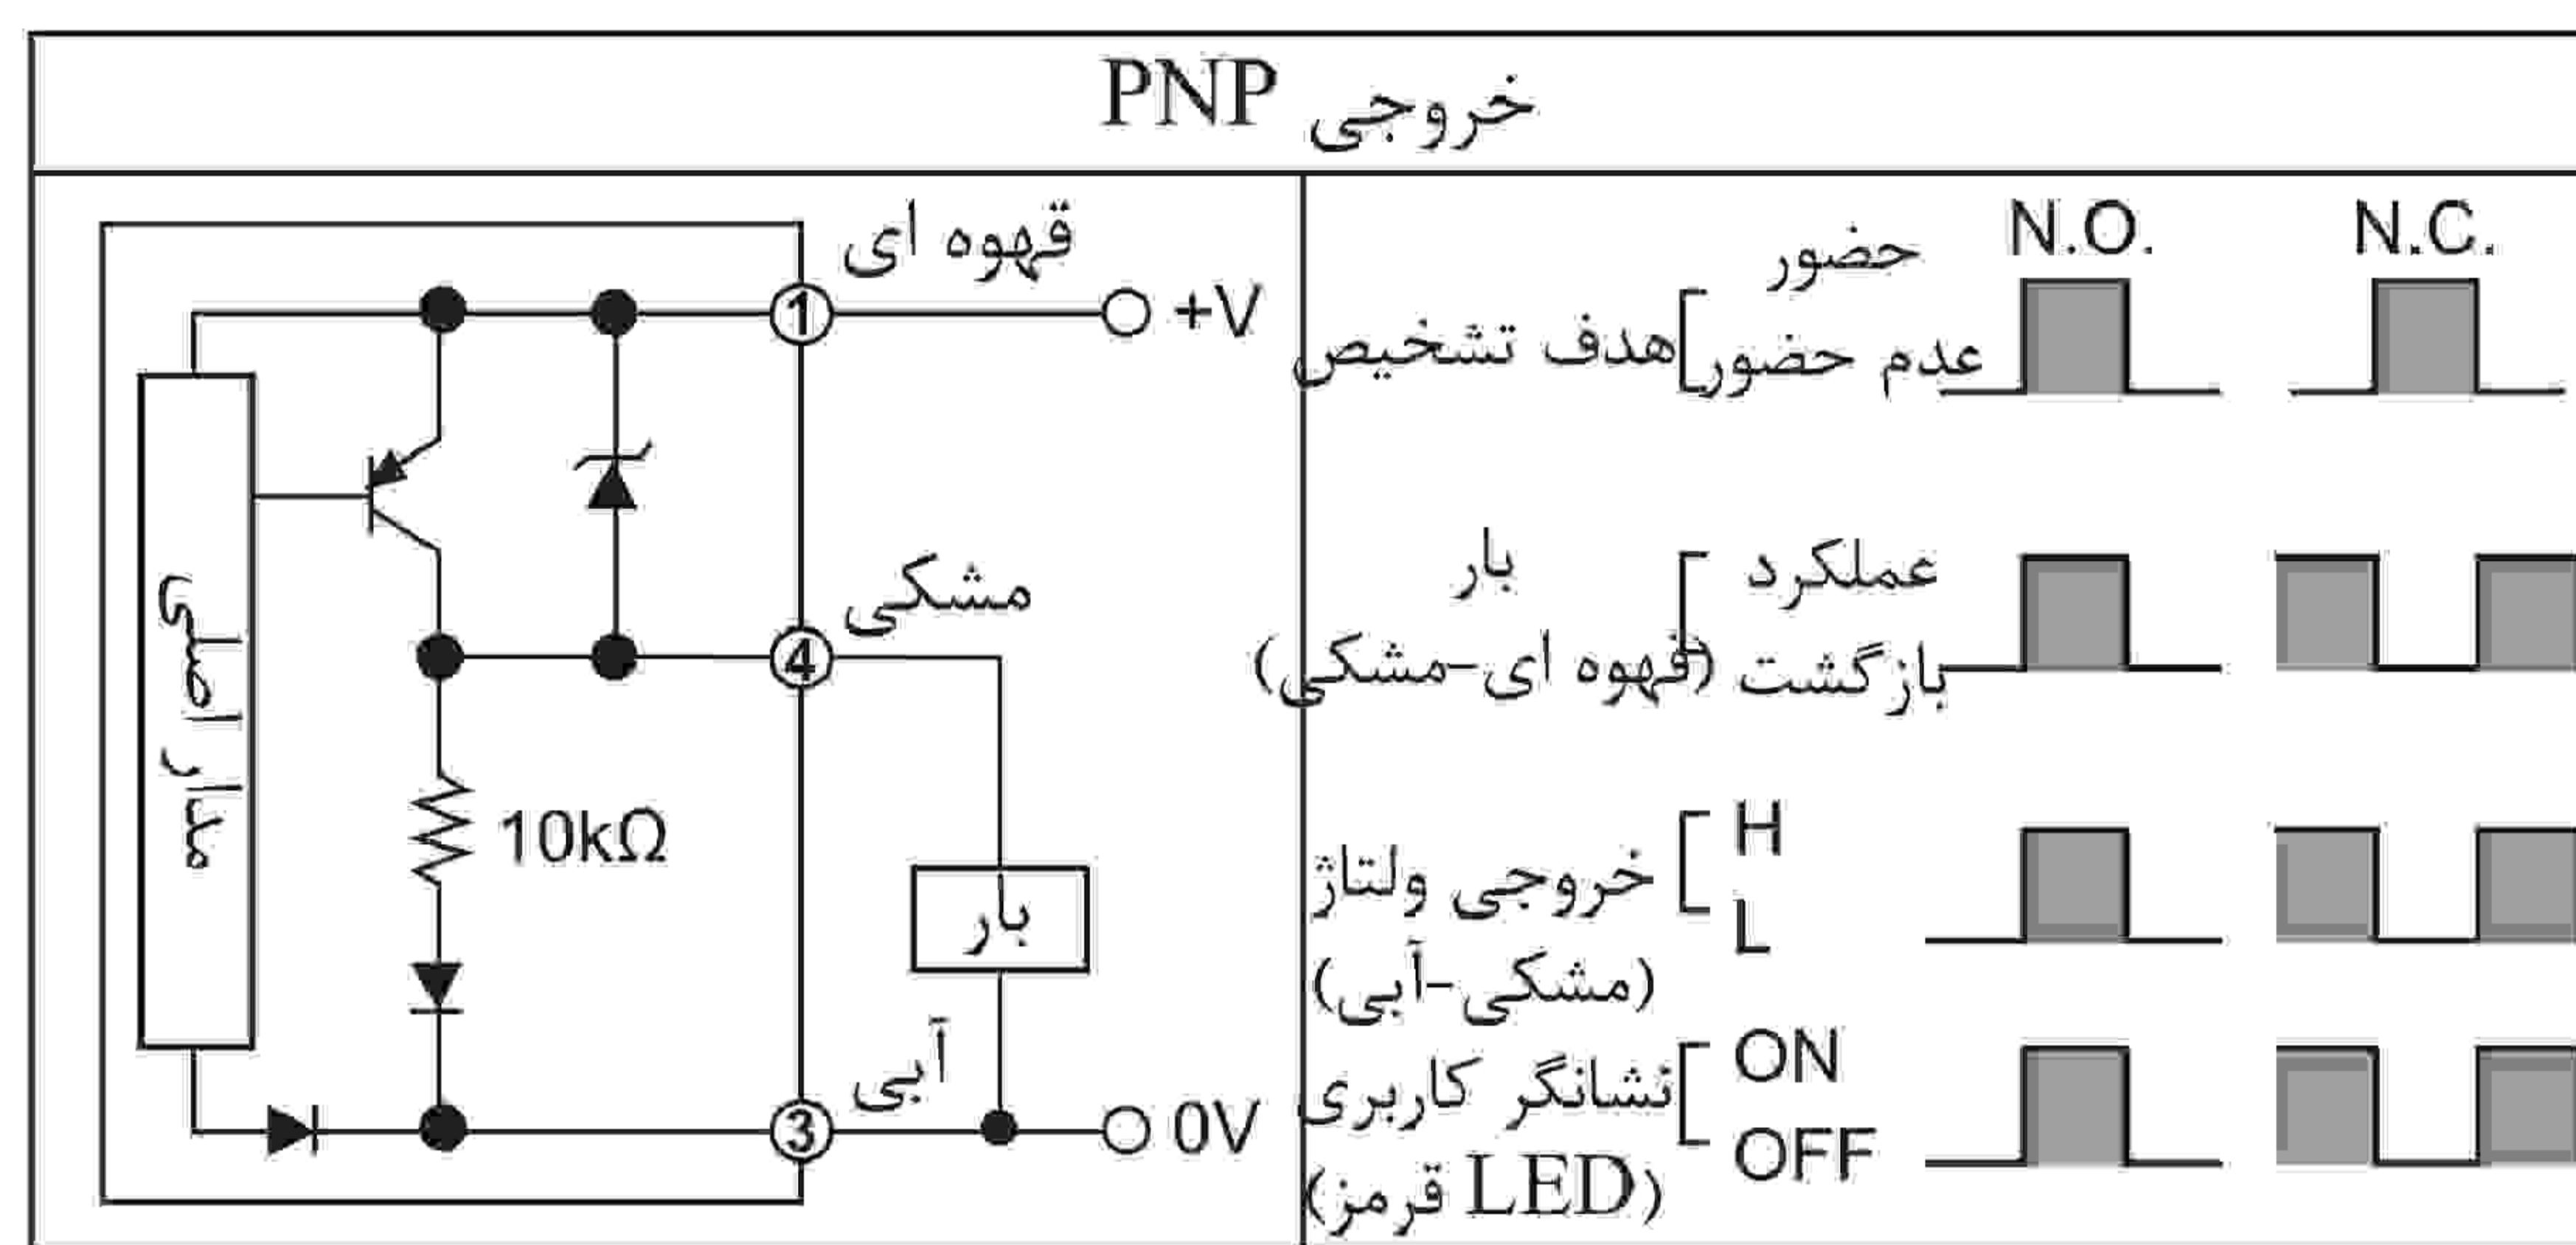 خروجی PNP
قهوه ای
1
+V
مدار اصلی
مشکی
4
10kΩ
بار
آبی
3
0V
N.O.
N.C.
هدف تشخیص
حضور
عدم حضور
بار
(قهوه ای-مشکی)
عملکرد
بازگشت
خروجی ولتاژ
(مشکی-آبی)
H
L
نشانگر کاربری
(LED قرمز)
ON
OFF